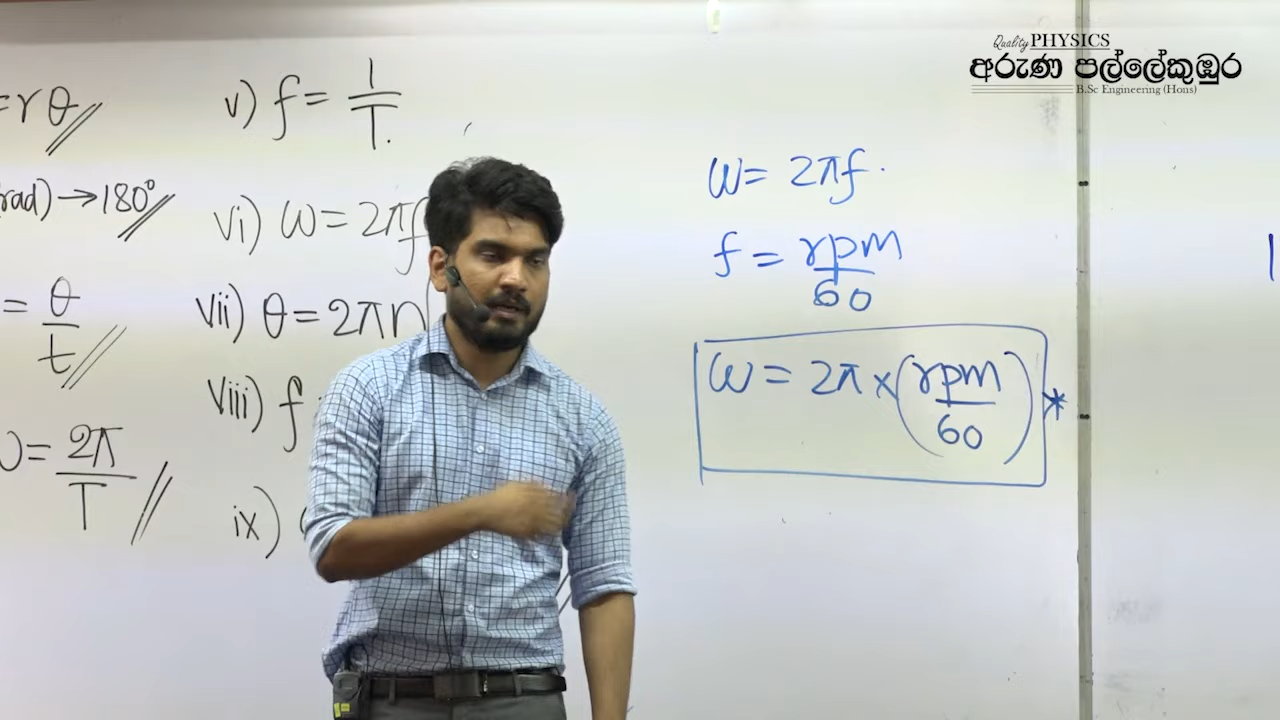 Quality PHYSICS
අරුණ පල්ලේකුඹුර
B.Sc Engineering (Hons)
= rθ
rad) → 180°
= θ/t
ω = 2π/T
v) f = 1/T.
vi) ω = 2πf
vii) θ = 2πn
viii) f
ix)
ω = 2πf.
f = rpm/60
ω = 2π × (rpm/60) *